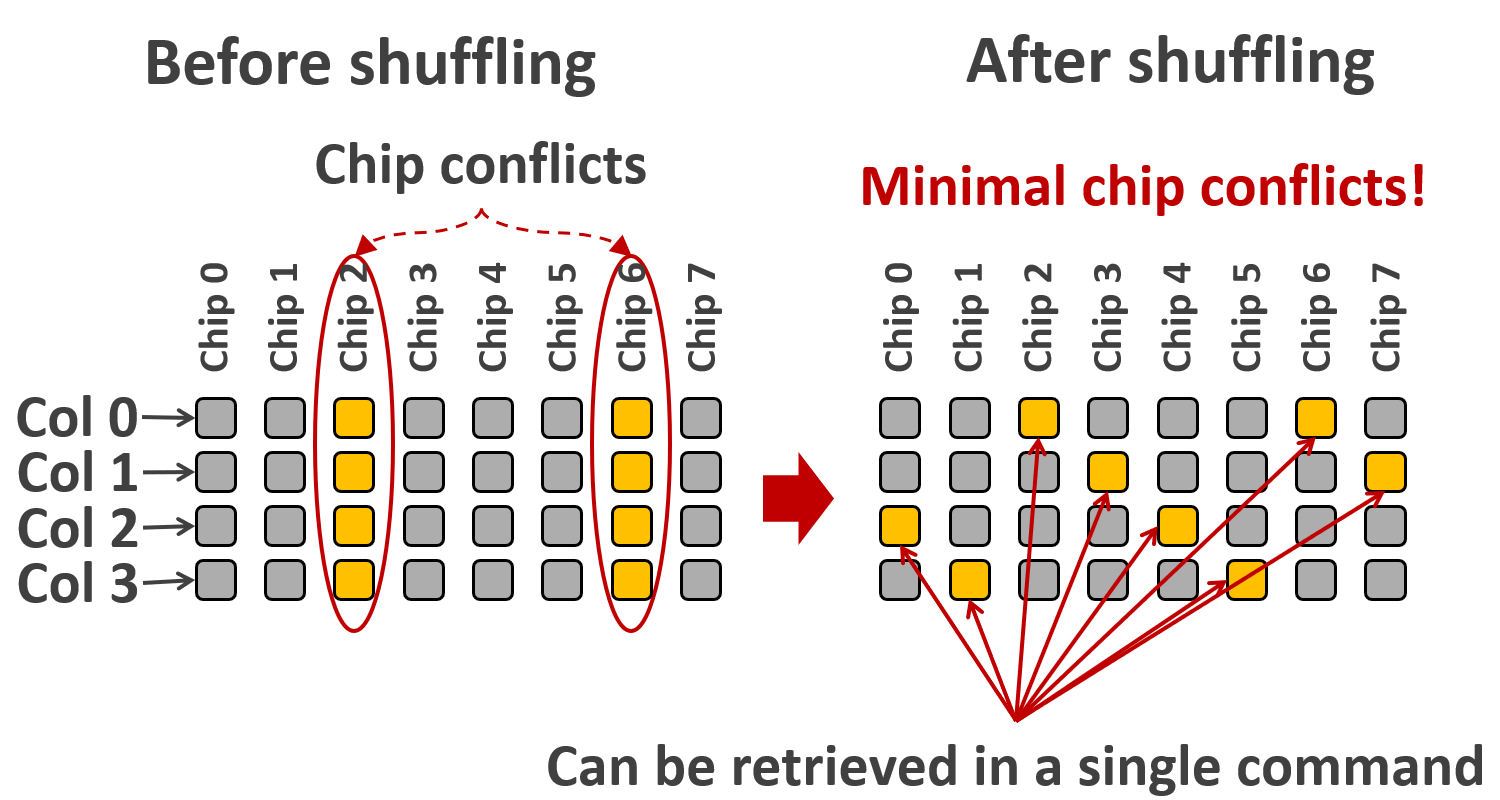 Before shuffling
After shuffling
Chip conflicts
Minimal chip conflicts!
Chip 0
Chip 1
Chip 2
Chip 3
Chip 4
Chip 5
Chip 6
Chip 7
Chip 0
Chip 1
Chip 2
Chip 3
Chip 4
Chip 5
Chip 6
Chip 7
Col 0
Col 1
Col 2
Col 3
Can be retrieved in a single command